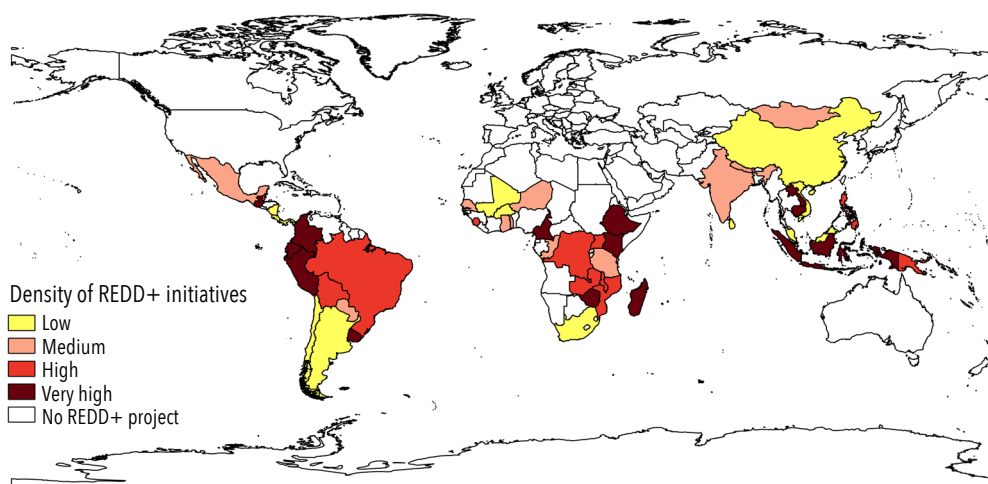 Density of REDD+ initiatives
Low
Medium
High
Very high
No REDD+ project